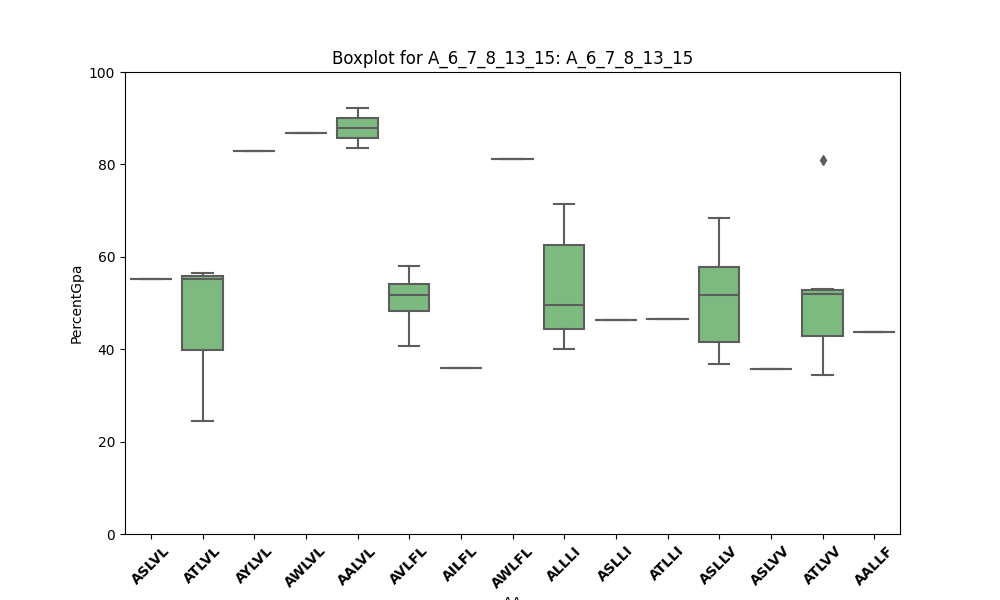 Boxplot for A_6_7_8_13_15: A_6_7_8_13_15
100
80
60
40
20
0
PercentGpa
ASLVL
ATLVL
AYLVL
AWLVL
AALVL
AVLFL
AILFL
AWLFL
ALLLI
ASLLI
ATLLI
ASLLV
ASLVV
ATLVV
AALLF